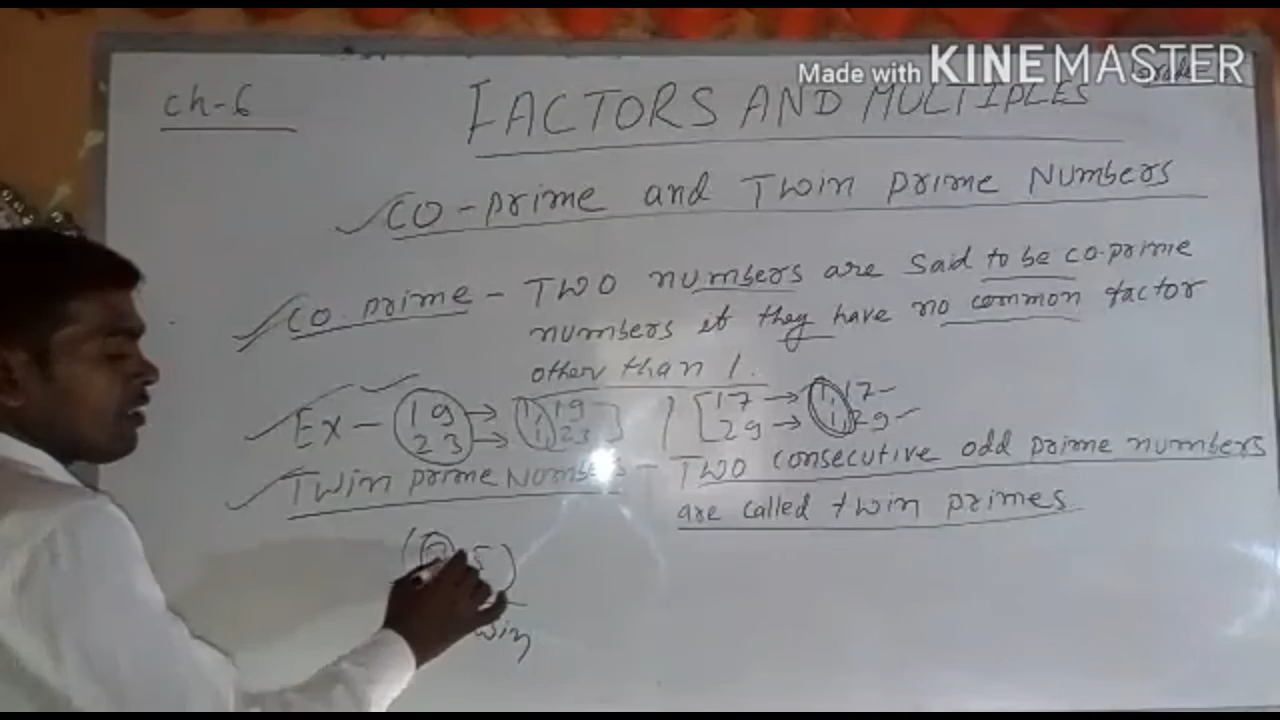 Made with KINEMASTER
Ch-6
FACTORS AND MULTIPLES
CO-prime and Twin prime Numbers
CO.prime - Two numbers are said to be co.prime
numbers if they have no common factor
other than 1.
Ex- 19 → 1, 19 | 17 → 1, 17
23 → 1, 23 29 → 1, 29
Twin prime Numbers - Two consecutive odd prime numbers
are called twin primes
5)